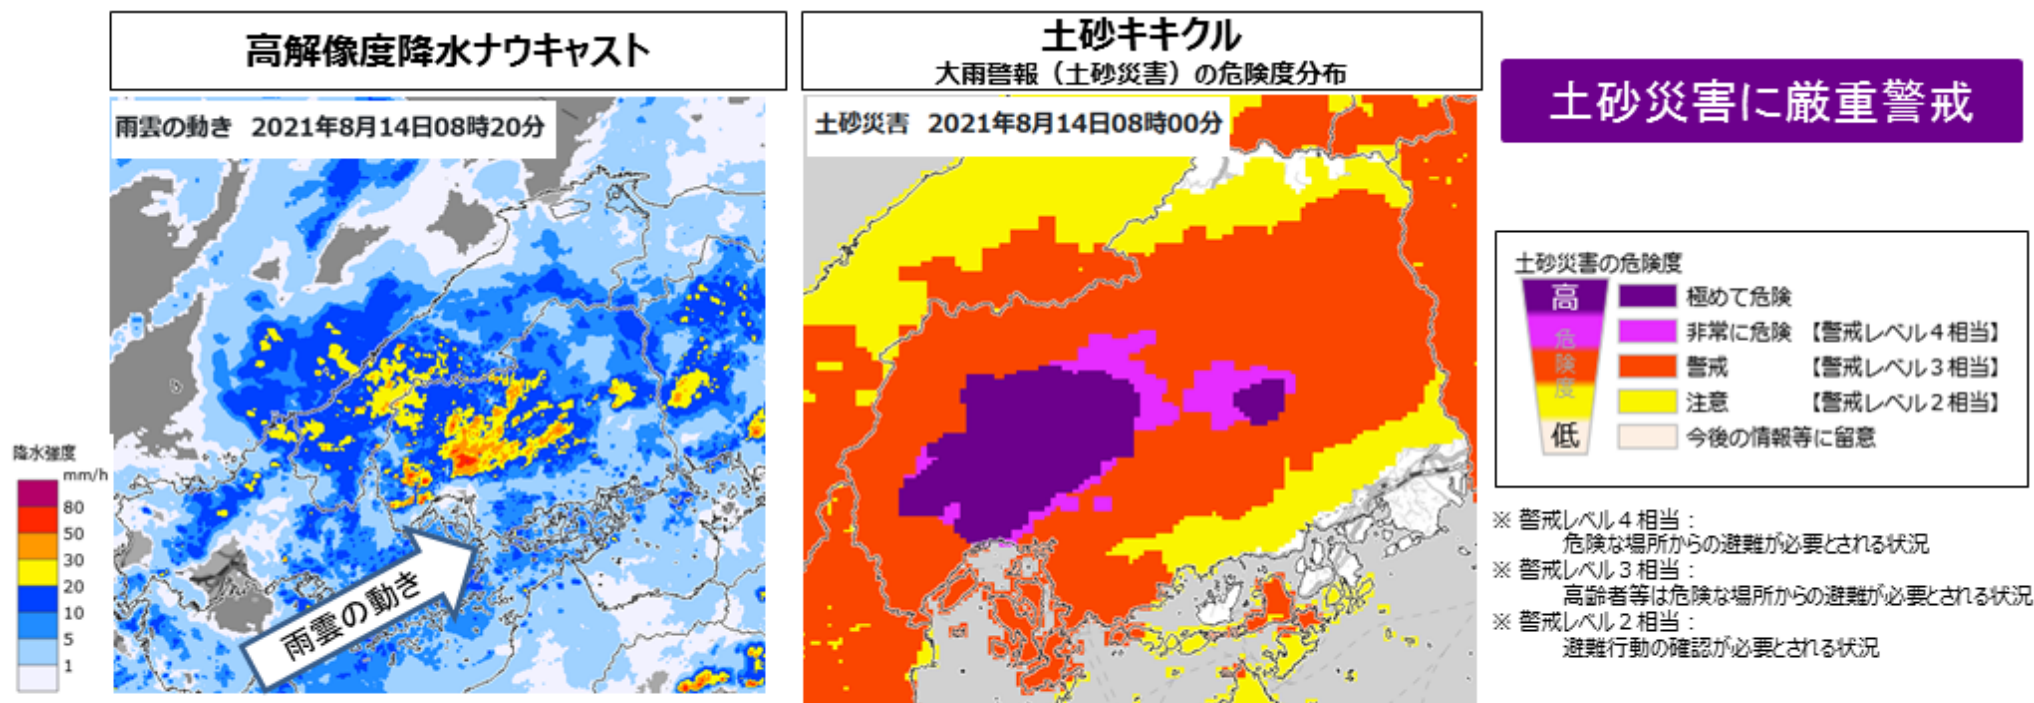 高解像度降水ナウキャスト
雨雲の動き 2021年8月14日08時20分
降水強度
mm/h
80
50
30
20
10
5
1
雨雲の動き
土砂キキクル
大雨警報（土砂災害）の危険度分布
土砂災害 2021年8月14日08時00分
土砂災害に厳重警戒
土砂災害の危険度
高
危険度
低
極めて危険
非常に危険 【警戒レベル４相当】
警戒 【警戒レベル３相当】
注意 【警戒レベル２相当】
今後の情報等に留意
※ 警戒レベル４相当：
危険な場所からの避難が必要とされる状況
※ 警戒レベル３相当：
高齢者等は危険な場所からの避難が必要とされる状況
※ 警戒レベル２相当：
避難行動の確認が必要とされる状況